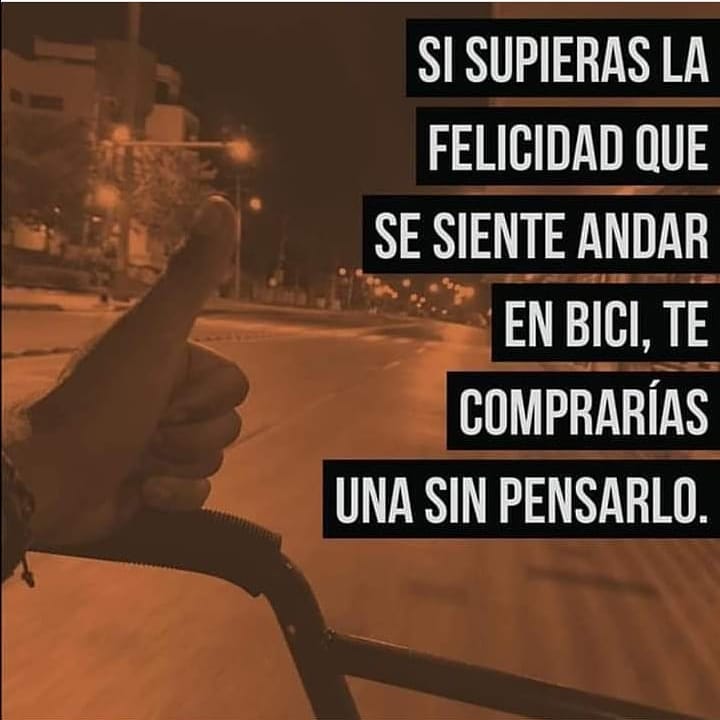 SI SUPIERAS LA
FELICIDAD QUE
SE SIENTE ANDAR
EN BICI, TE
COMPRARÍAS
UNA SIN PENSARLO.